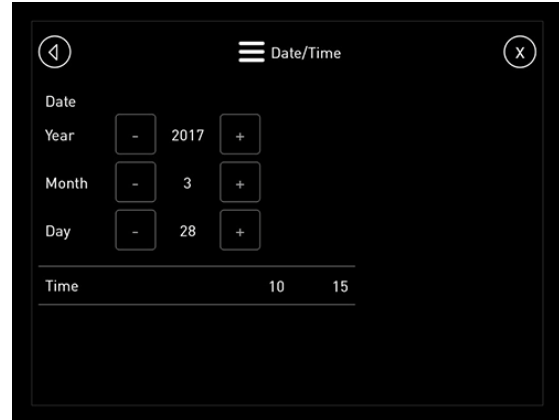 Date/Time X
Date
Year - 2017 +
Month - 3 +
Day - 28 +
Time 10 15